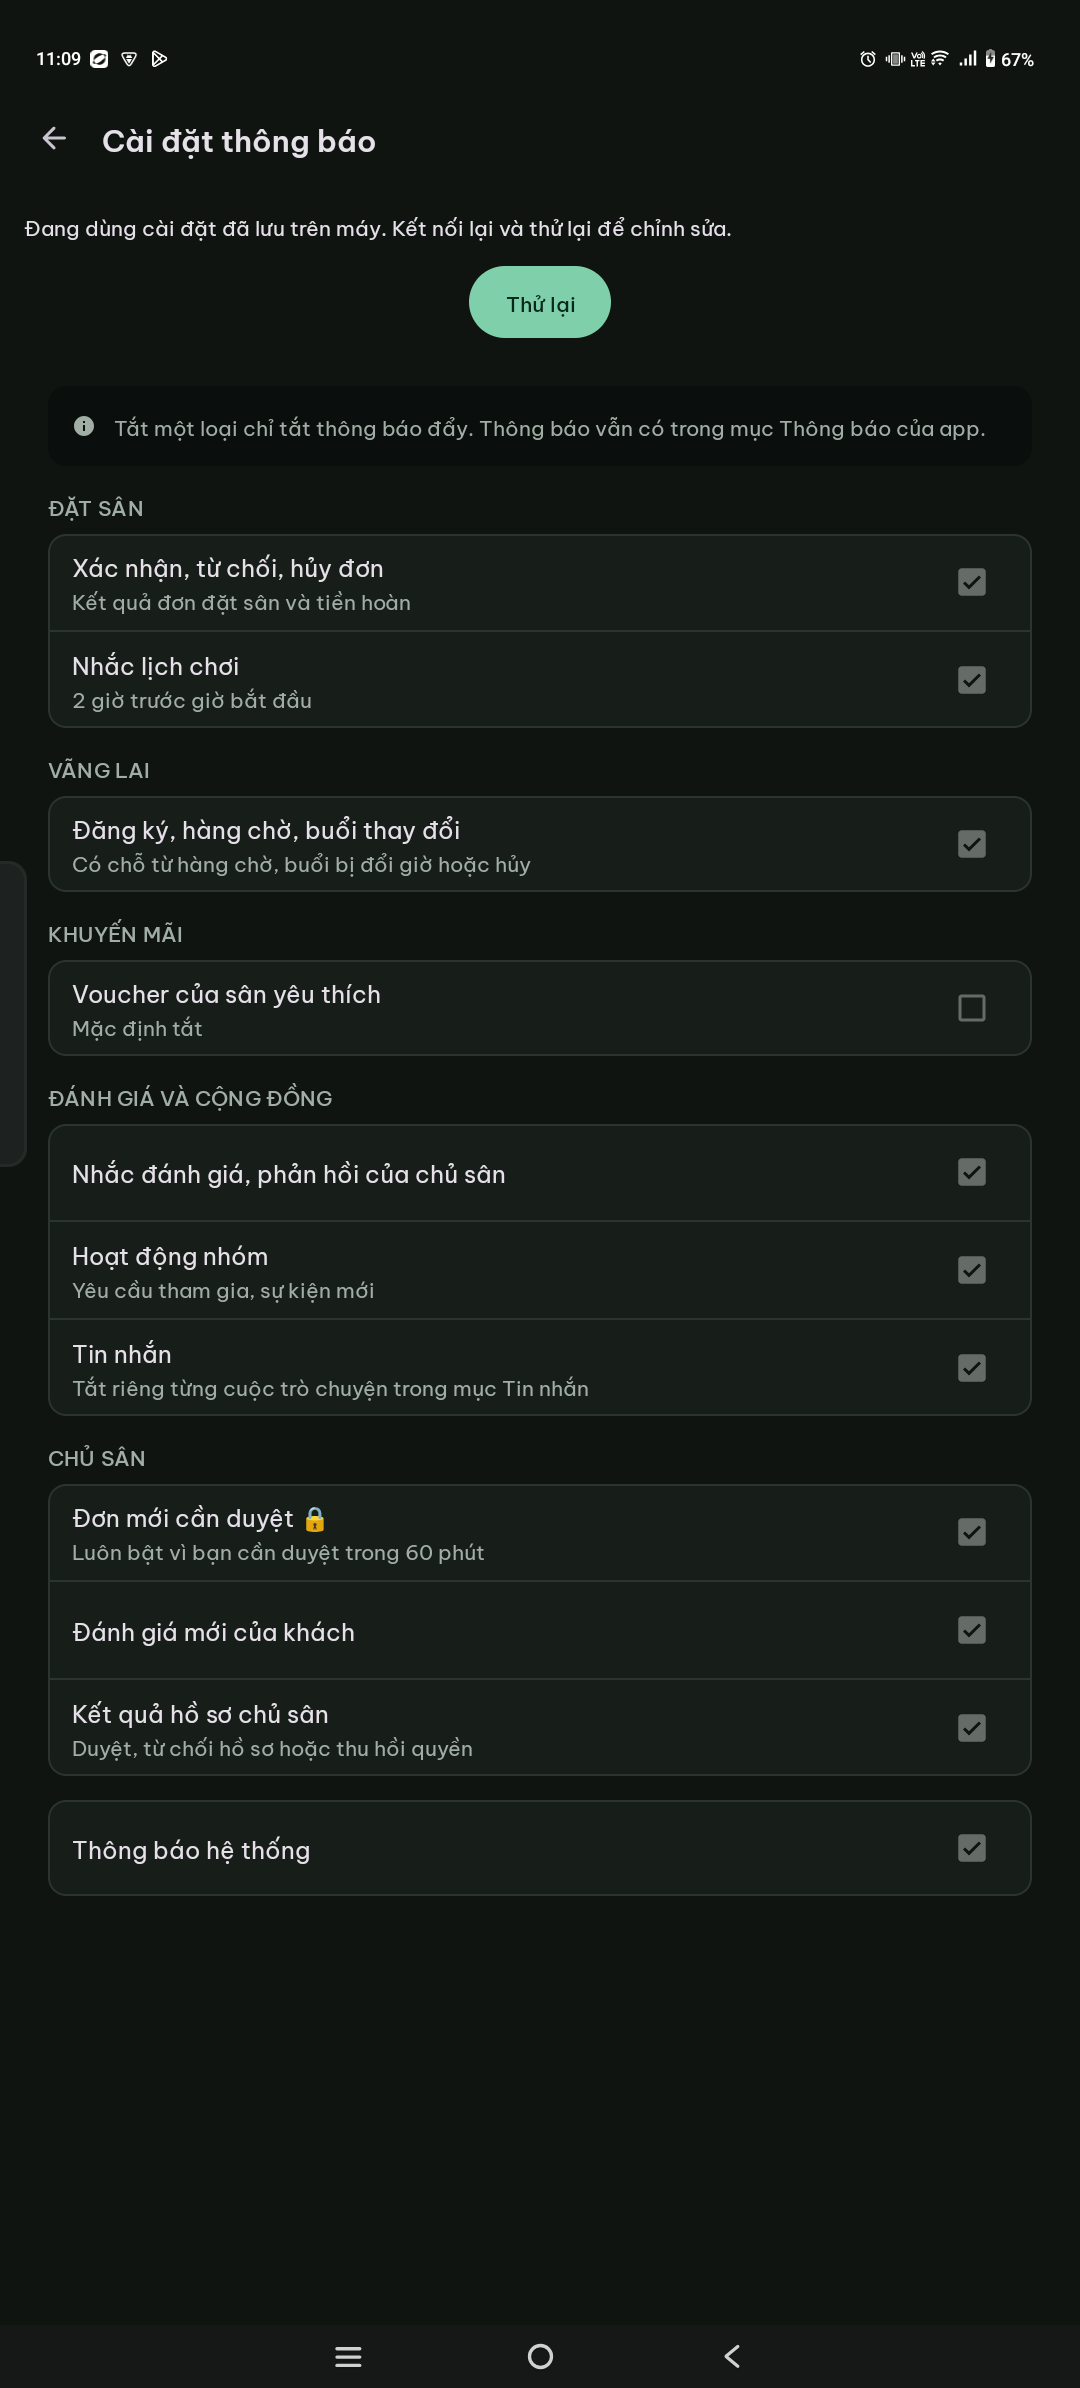 11:09
67%
Cài đặt thông báo
Đang dùng cài đặt đã lưu trên máy. Kết nối lại và thử lại để chỉnh sửa.
Thử lại
Tắt một loại chỉ tắt thông báo đẩy. Thông báo vẫn có trong mục Thông báo của app.
ĐẶT SÂN
Xác nhận, từ chối, hủy đơn
Kết quả đơn đặt sân và tiền hoàn
Nhắc lịch chơi
2 giờ trước giờ bắt đầu
VÃNG LAI
Đăng ký, hàng chờ, buổi thay đổi
Có chỗ từ hàng chờ, buổi bị đổi giờ hoặc hủy
KHUYẾN MÃI
Voucher của sân yêu thích
Mặc định tắt
ĐÁNH GIÁ VÀ CỘNG ĐỒNG
Nhắc đánh giá, phản hồi của chủ sân
Hoạt động nhóm
Yêu cầu tham gia, sự kiện mới
Tin nhắn
Tắt riêng từng cuộc trò chuyện trong mục Tin nhắn
CHỦ SÂN
Đơn mới cần duyệt 🔒
Luôn bật vì bạn cần duyệt trong 60 phút
Đánh giá mới của khách
Kết quả hồ sơ chủ sân
Duyệt, từ chối hồ sơ hoặc thu hồi quyền
Thông báo hệ thống